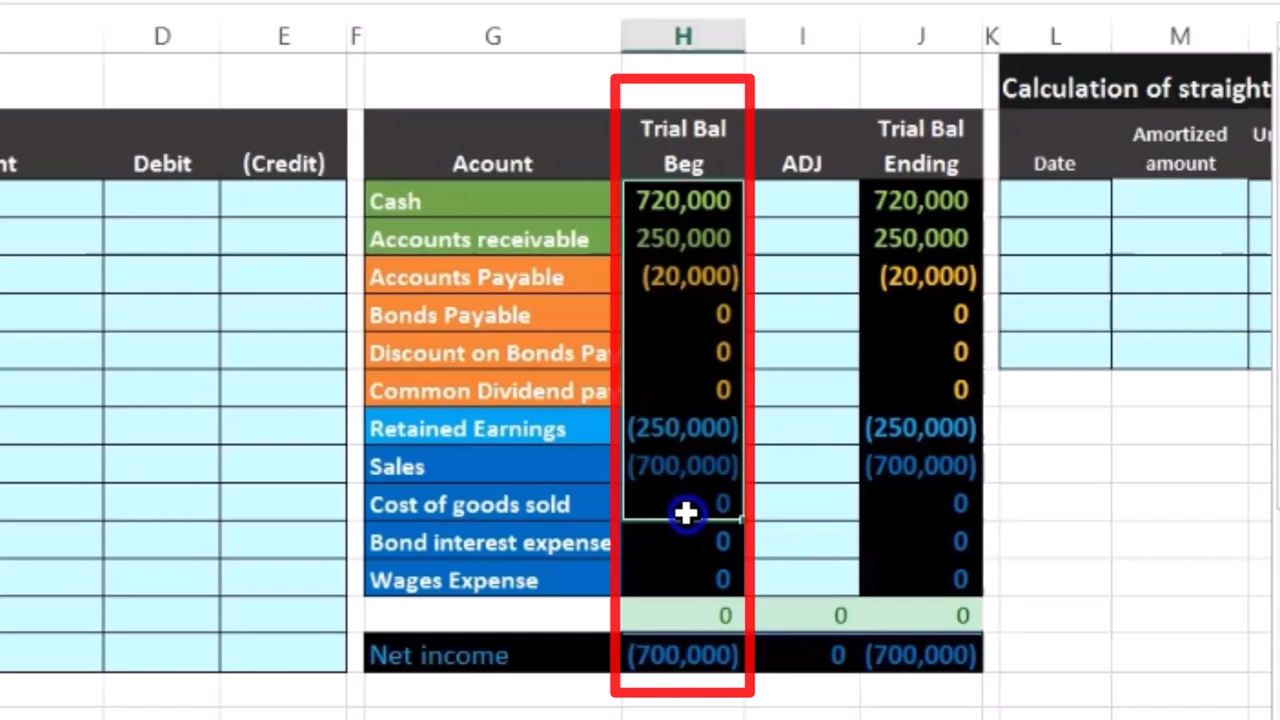 D E F G H I J K L M
Calculation of straight
nt Debit (Credit) Acount Trial Bal Beg ADJ Trial Bal Ending Date Amortized amount
Cash 720,000 720,000
Accounts receivable 250,000 250,000
Accounts Payable (20,000) (20,000)
Bonds Payable 0 0
Discount on Bonds Pay 0 0
Common Dividend pa 0 0
Retained Earnings (250,000) (250,000)
Sales (700,000) (700,000)
Cost of goods sold 0 0
Bond interest expense 0 0
Wages Expense 0 0
0 0 0
Net income (700,000) 0 (700,000)